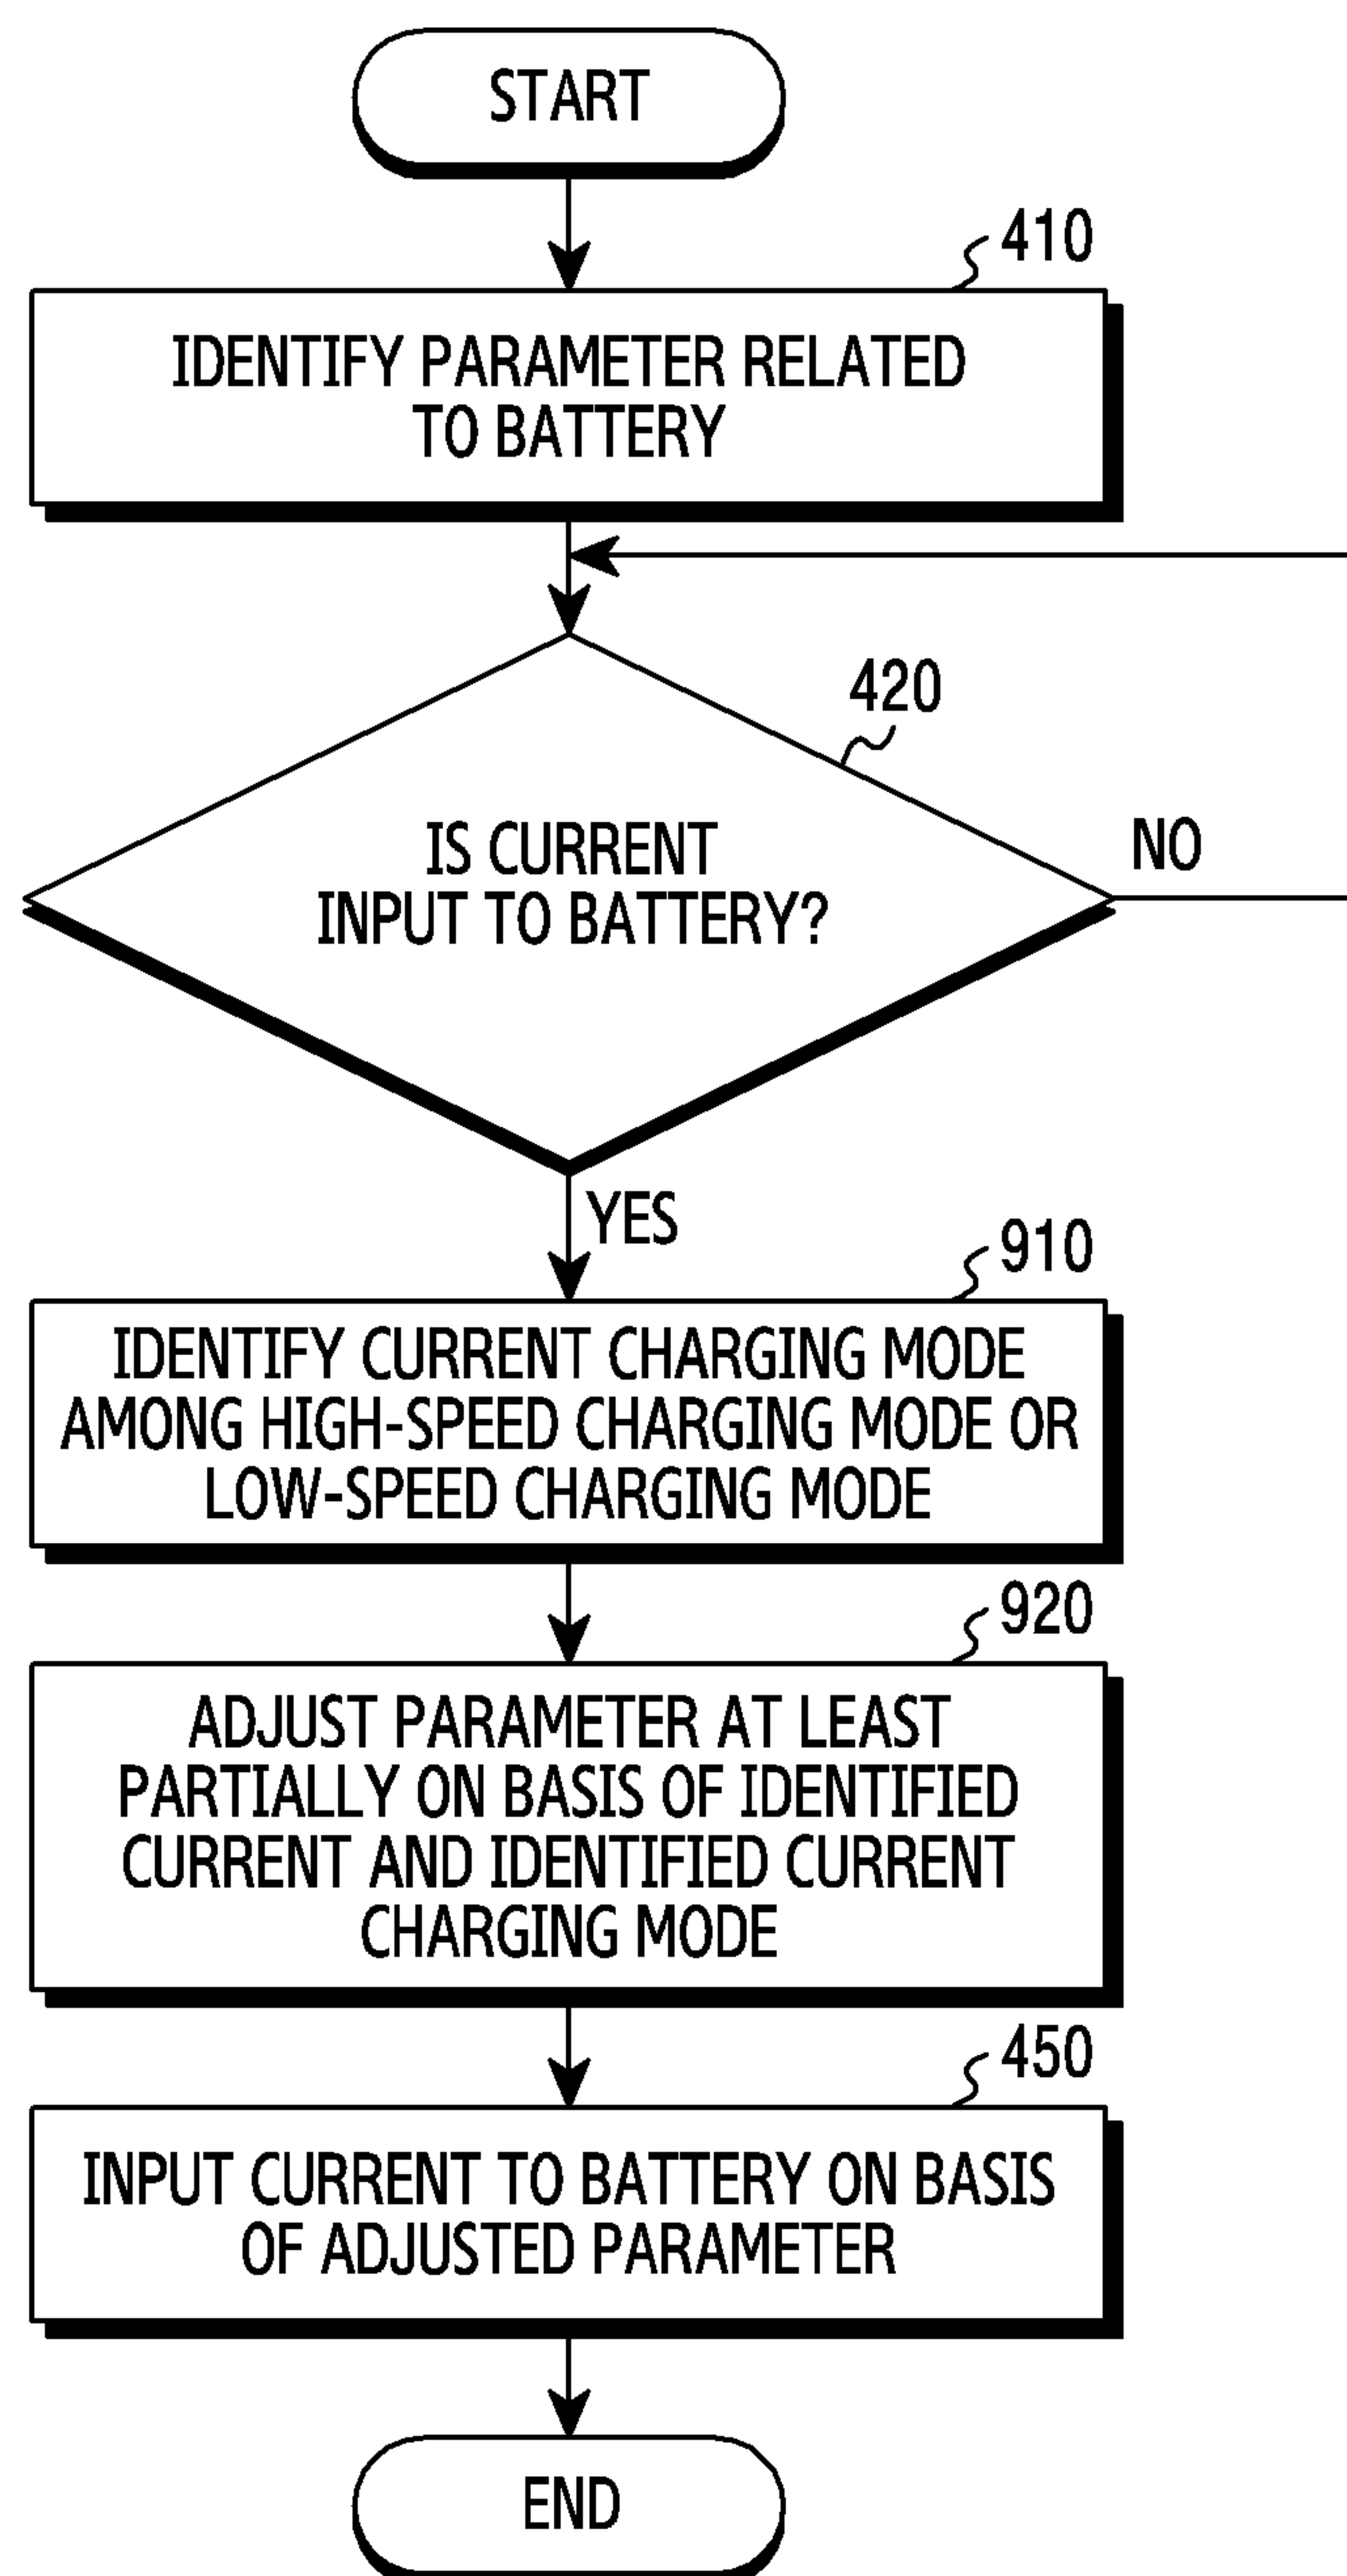 START
410
IDENTIFY PARAMETER RELATED
TO BATTERY
420
IS CURRENT
INPUT TO BATTERY?
NO
YES
910
IDENTIFY CURRENT CHARGING MODE
AMONG HIGH-SPEED CHARGING MODE OR
LOW-SPEED CHARGING MODE
920
ADJUST PARAMETER AT LEAST
PARTIALLY ON BASIS OF IDENTIFIED
CURRENT AND IDENTIFIED CURRENT
CHARGING MODE
450
INPUT CURRENT TO BATTERY ON BASIS
OF ADJUSTED PARAMETER
END